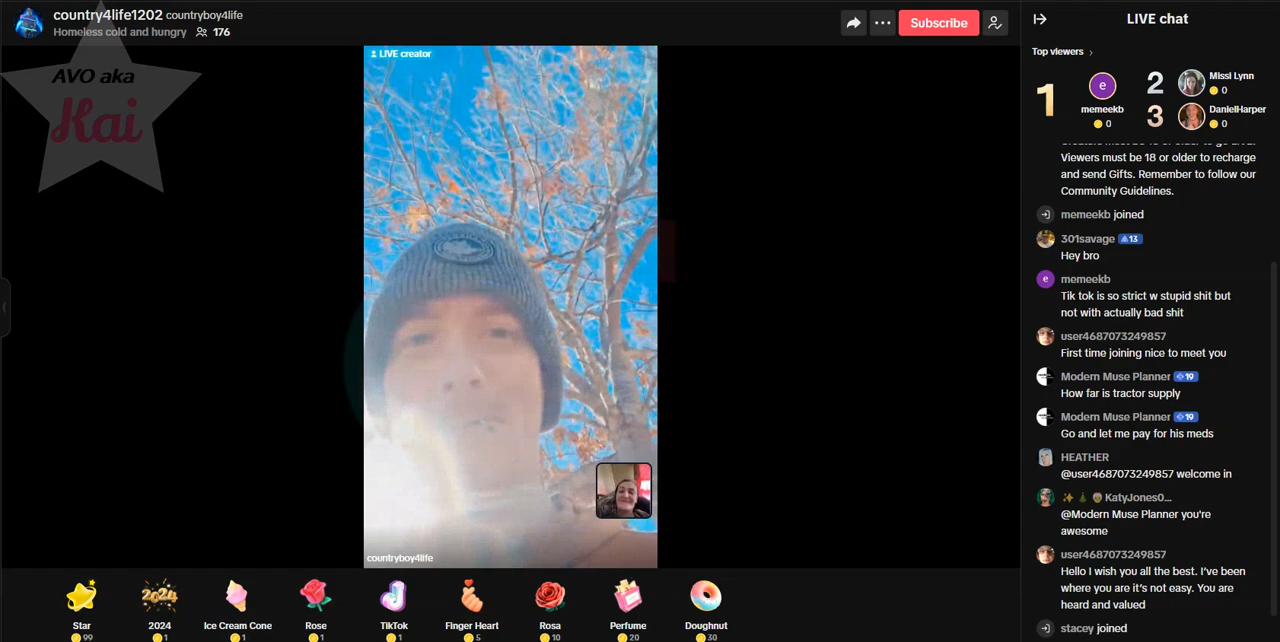 country4life1202 countryboy4life
Homeless cold and hungry 176
Subscribe
AVO aka
Kai
LIVE creator
countryboy4life
Star
99
2024
2024
1
Ice Cream Cone
1
Rose
1
TikTok
1
Finger Heart
5
Rosa
10
Perfume
20
Doughnut
30
LIVE chat
Top viewers
1
e
memeekb
0
2
Missi Lynn
0
3
DanielHarper
0
Viewers must be 18 or older to recharge
and send Gifts. Remember to follow our
Community Guidelines.
memeekb joined
301savage 13
Hey bro
e memeekb
Tik tok is so strict w stupid shit but
not with actually bad shit
user4687073249857
First time joining nice to meet you
Modern Muse Planner 19
How far is tractor supply
Modern Muse Planner 19
Go and let me pay for his meds
HEATHER
@user4687073249857 welcome in
KatyJones0...
@Modern Muse Planner you're
awesome
user4687073249857
Hello I wish you all the best. I've been
where you are it's not easy. You are
heard and valued
stacey joined